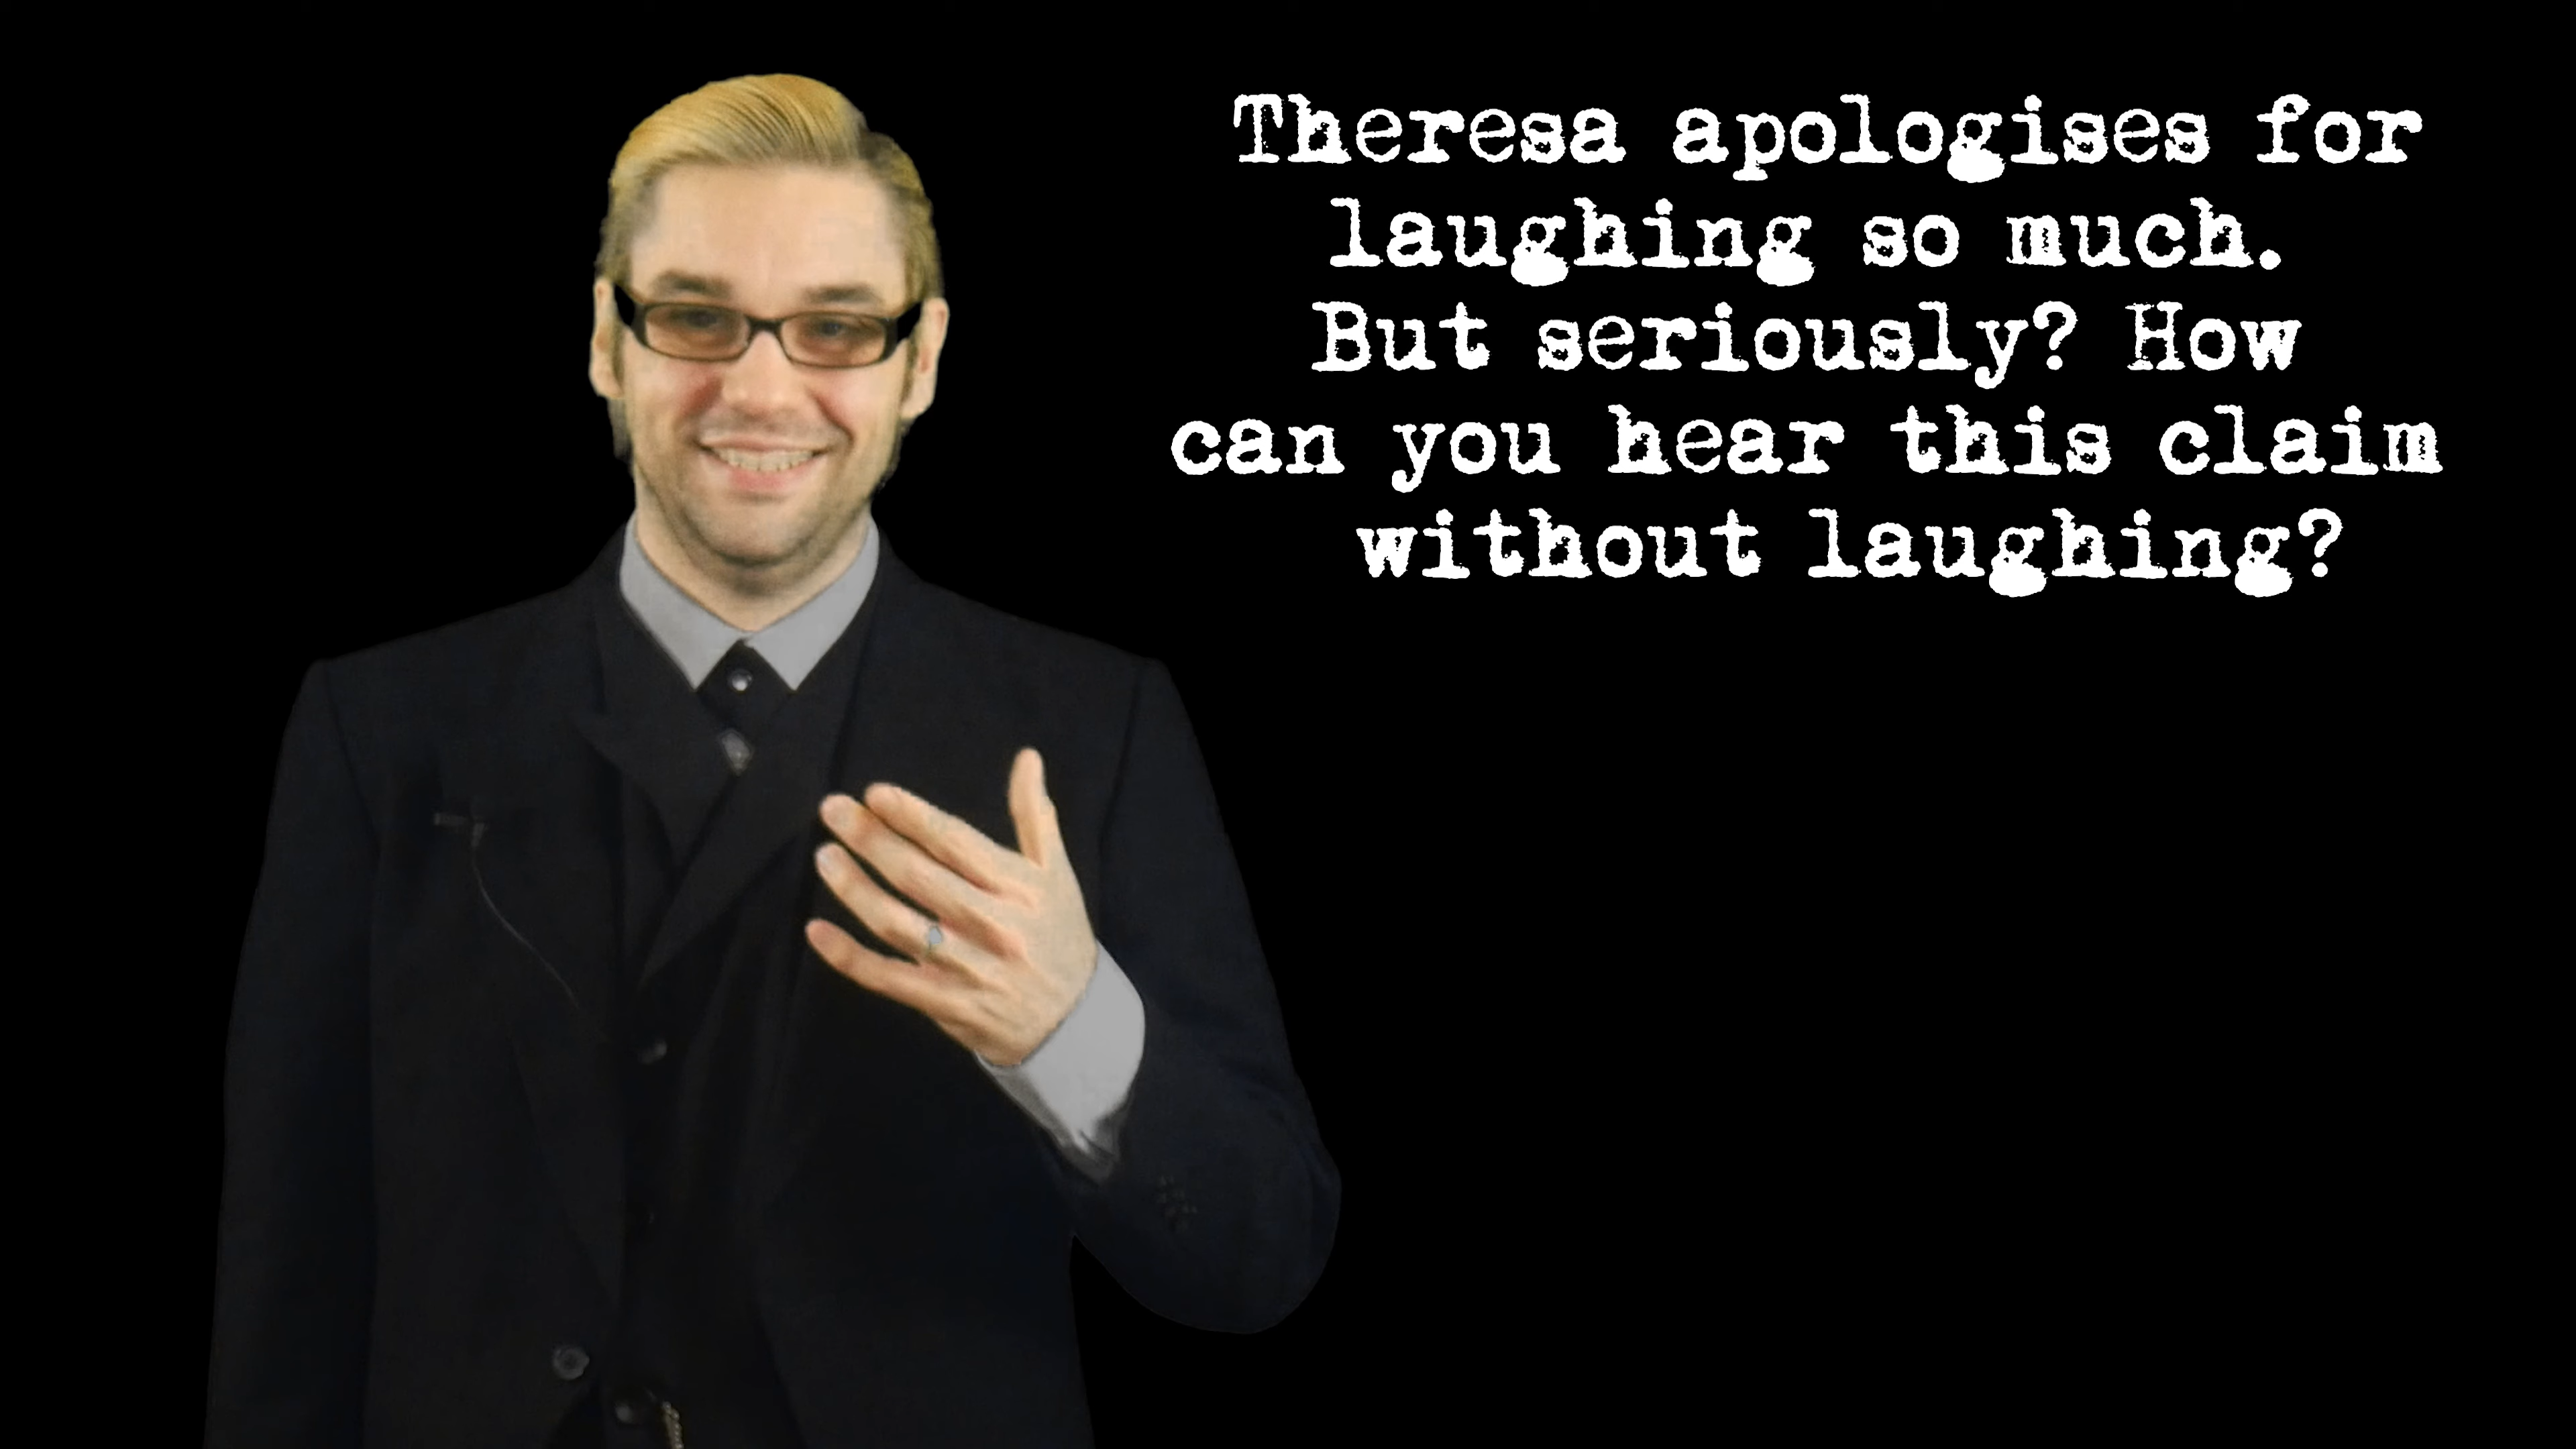 Theresa apologises for
laughing so much.
But seriously? How
can you hear this claim
without laughing?